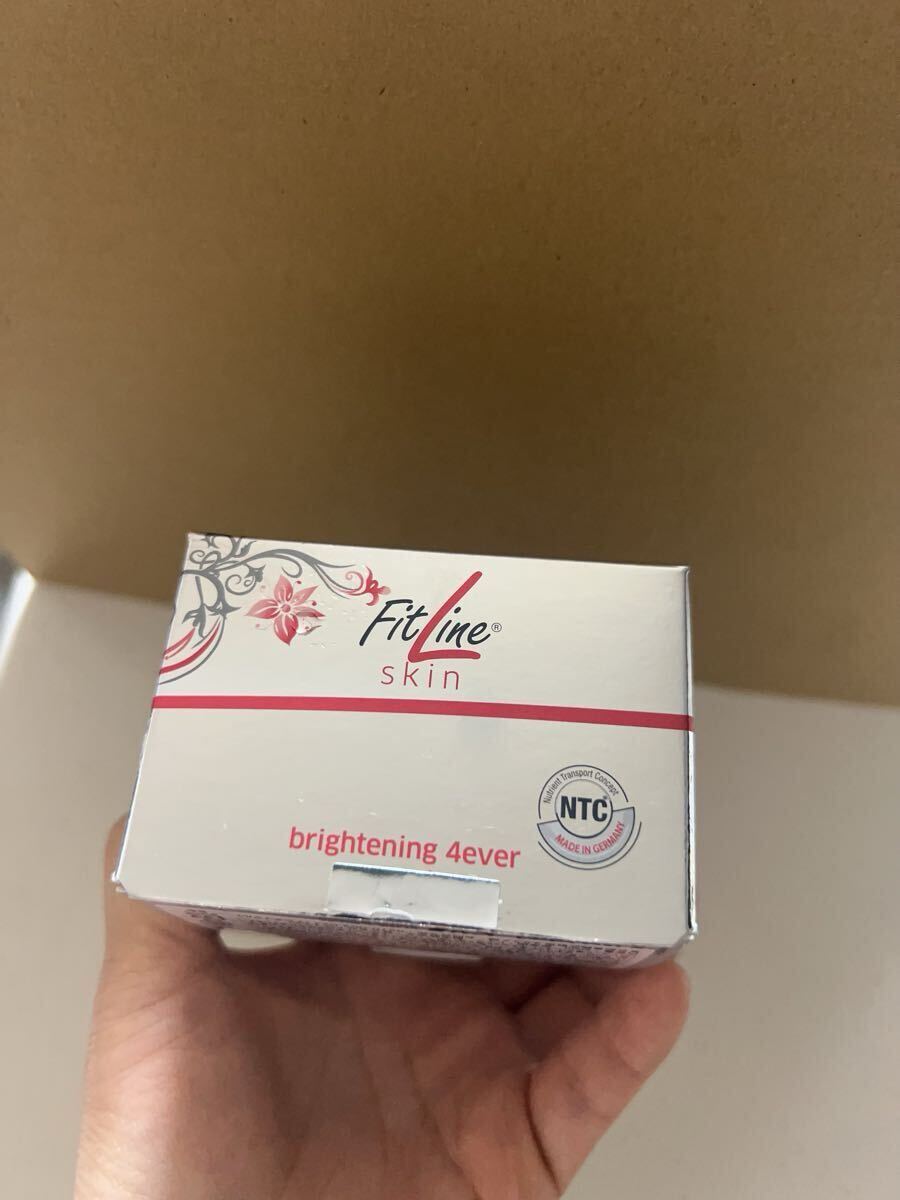 FitLine®
skin
Nutrient Transport Concept
NTC®
MADE IN GERMANY
brightening 4ever